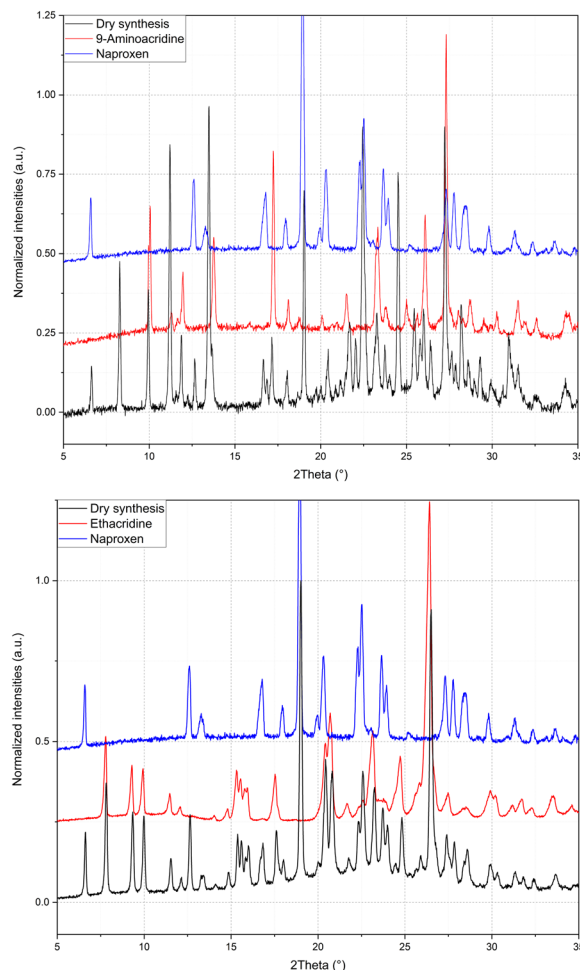 1.25
Dry synthesis
9-Aminoacridine
Naproxen
1.00
0.75
0.50
0.25
0.00
Normalized intensities (a.u.)
5 10 15 20 25 30 35
2Theta (°)
Dry synthesis
Ethacridine
Naproxen
1.0
0.5
0.0
Normalized intensities (a.u.)
5 10 15 20 25 30 35
2Theta (°)